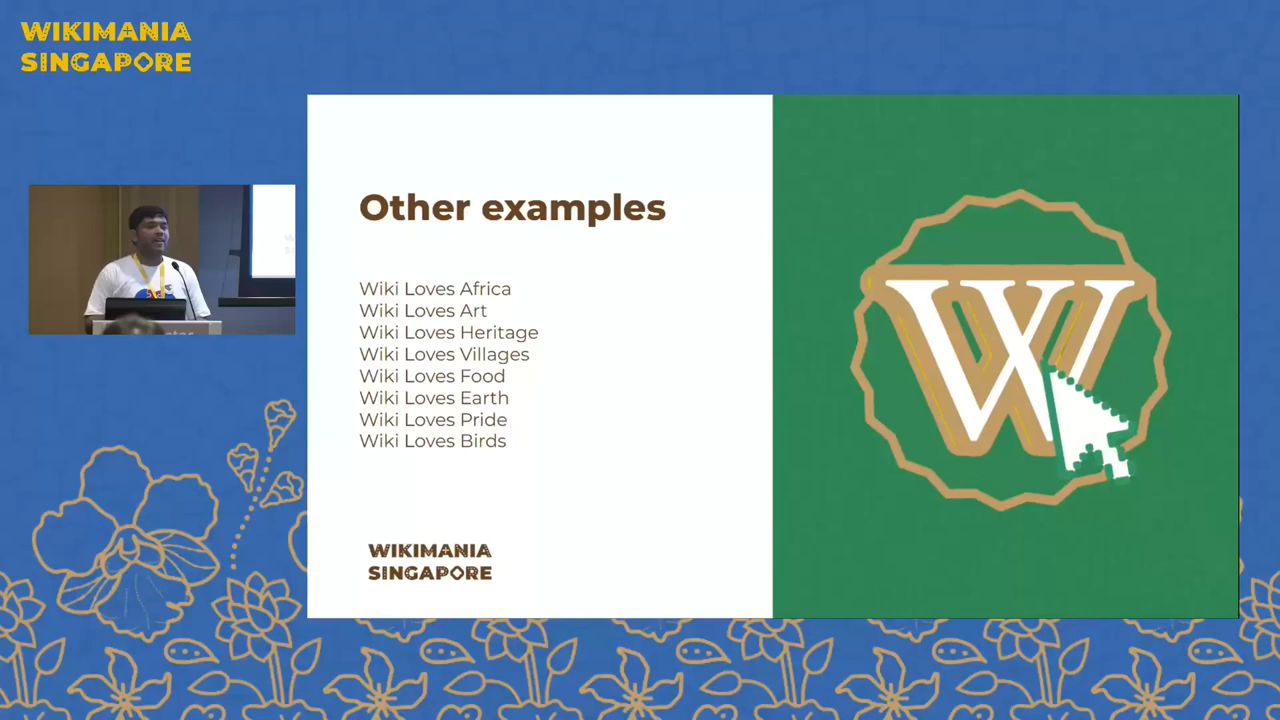 WIKIMANIA
SINGAPORE
Other examples
Wiki Loves Africa
Wiki Loves Art
Wiki Loves Heritage
Wiki Loves Villages
Wiki Loves Food
Wiki Loves Earth
Wiki Loves Pride
Wiki Loves Birds
WIKIMANIA
SINGAPORE
W